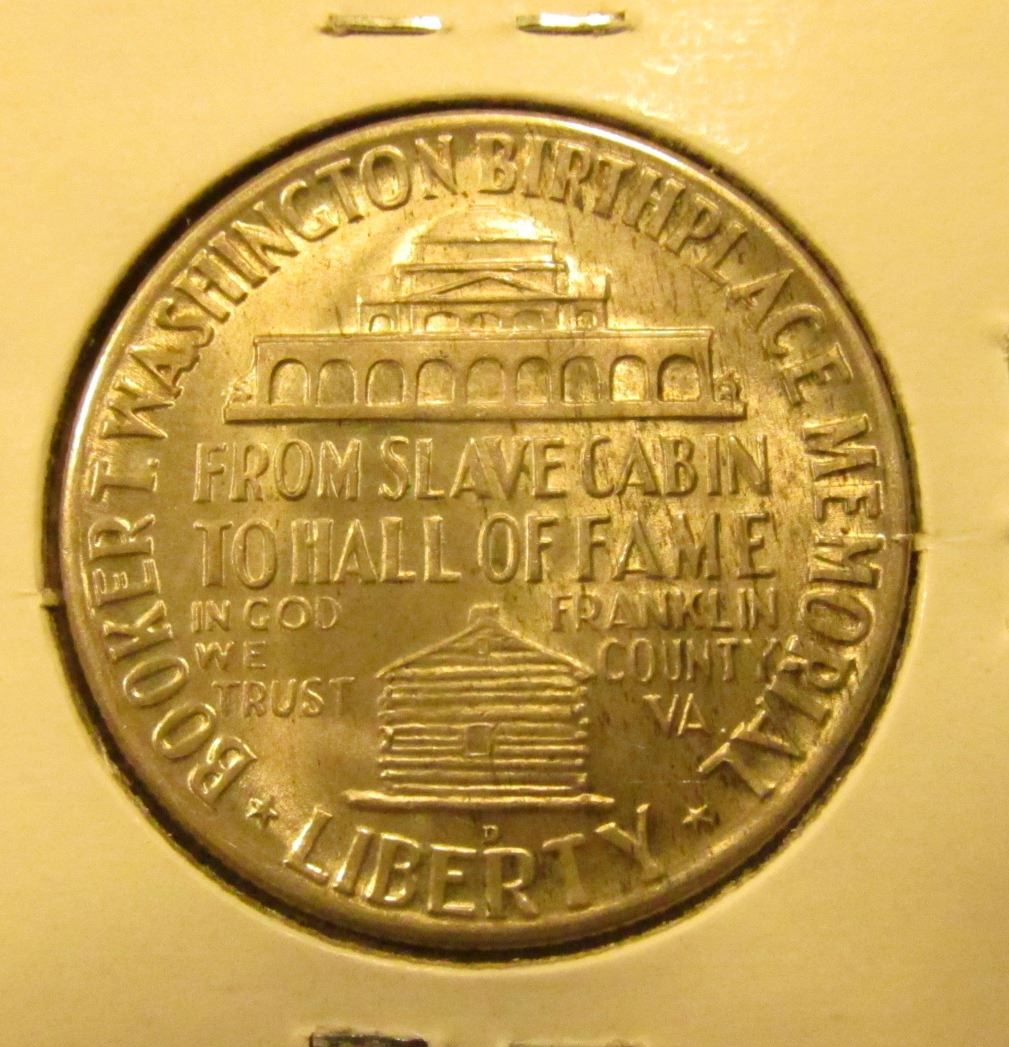 BOOKER T. WASHINGTON BIRTHPLACE MEMORIAL
FROM SLAVE CABIN
TO HALL OF FAME
IN GOD
WE
TRUST
FRANKLIN
COUNTY
VA.
D
★ LIBERTY ★